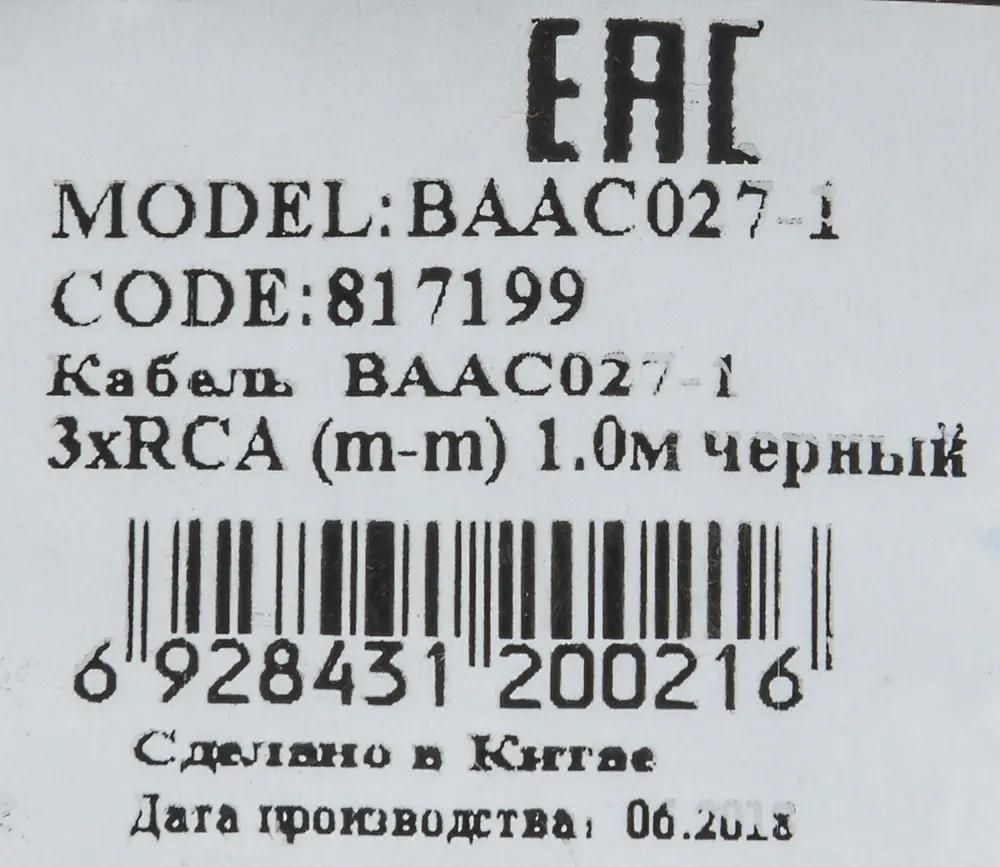 EAC
MODEL:BAAC027-1
CODE:817199
Кабель BAAC027-1
3xRCA (m-m) 1.0м черный
6 928431 200216
Сделано в Китае
Дата производства: 06.2018